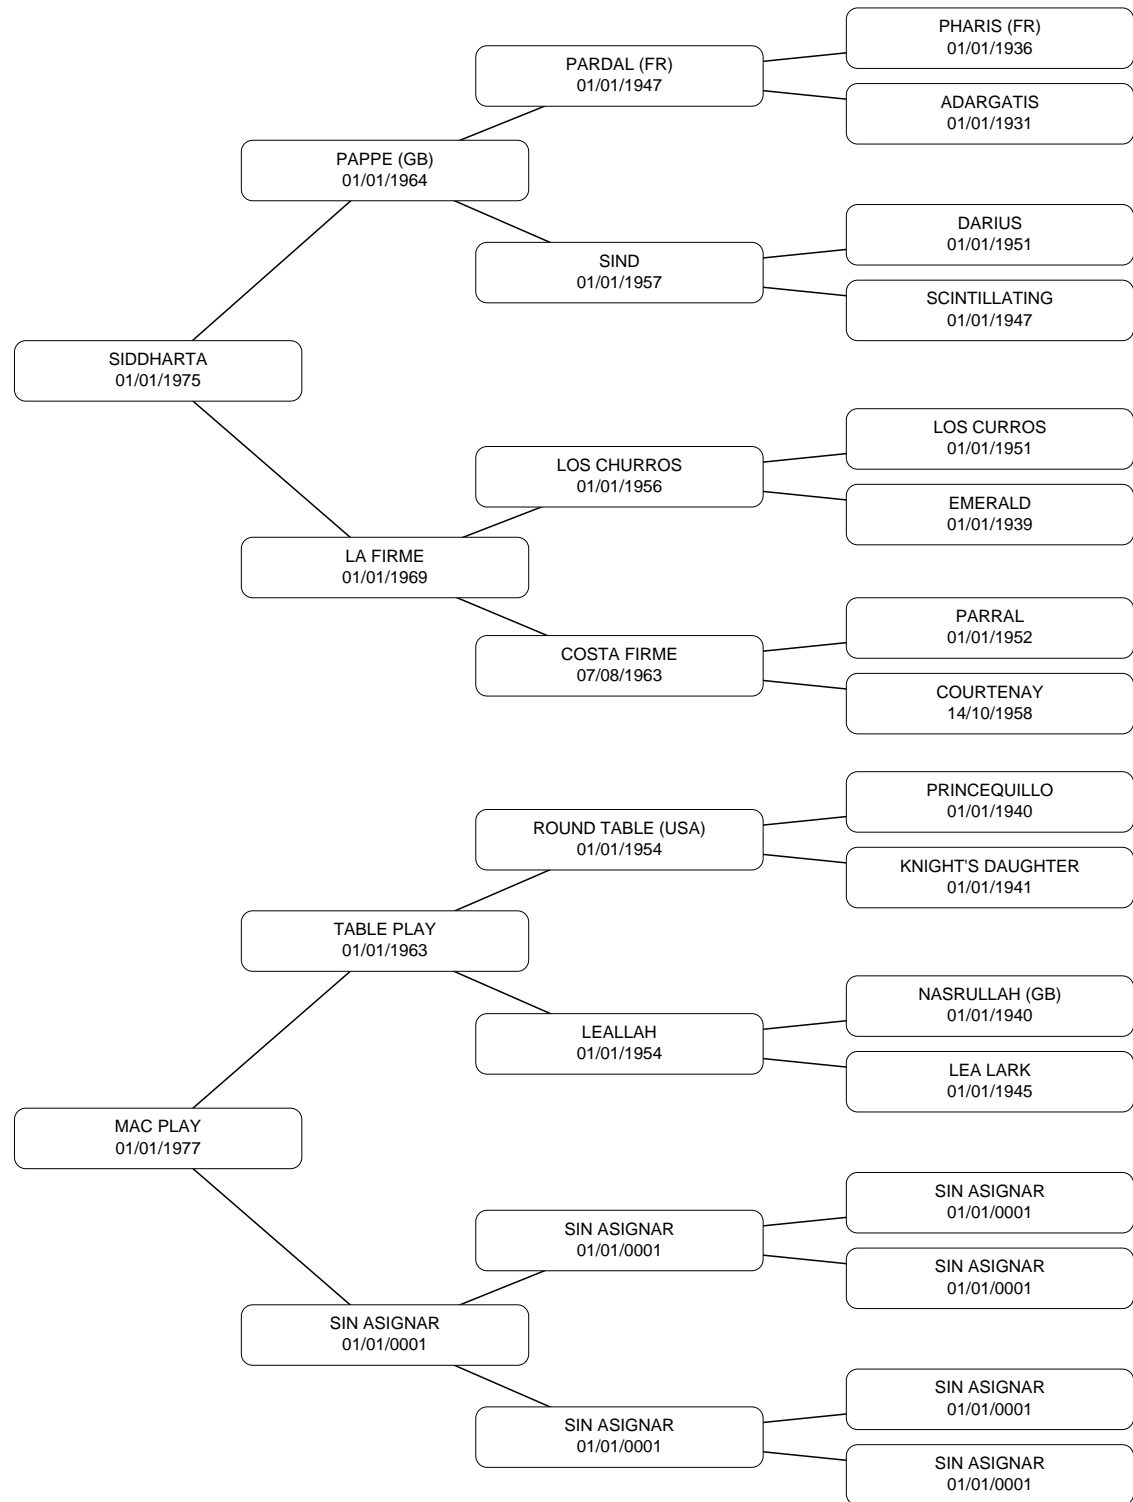 PHARIS (FR)
01/01/1936
PARDAL (FR)
01/01/1947
ADARGATIS
01/01/1931
PAPPE (GB)
01/01/1964
DARIUS
01/01/1951
SIND
01/01/1957
SCINTILLATING
01/01/1947
SIDDHARTA
01/01/1975
LOS CURROS
01/01/1951
LOS CHURROS
01/01/1956
EMERALD
01/01/1939
LA FIRME
01/01/1969
PARRAL
01/01/1952
COSTA FIRME
07/08/1963
COURTENAY
14/10/1958
PRINCEQUILLO
01/01/1940
ROUND TABLE (USA)
01/01/1954
KNIGHT'S DAUGHTER
01/01/1941
TABLE PLAY
01/01/1963
NASRULLAH (GB)
01/01/1940
LEALLAH
01/01/1954
LEA LARK
01/01/1945
MAC PLAY
01/01/1977
SIN ASIGNAR
01/01/0001
SIN ASIGNAR
01/01/0001
SIN ASIGNAR
01/01/0001
SIN ASIGNAR
01/01/0001
SIN ASIGNAR
01/01/0001
SIN ASIGNAR
01/01/0001
SIN ASIGNAR
01/01/0001